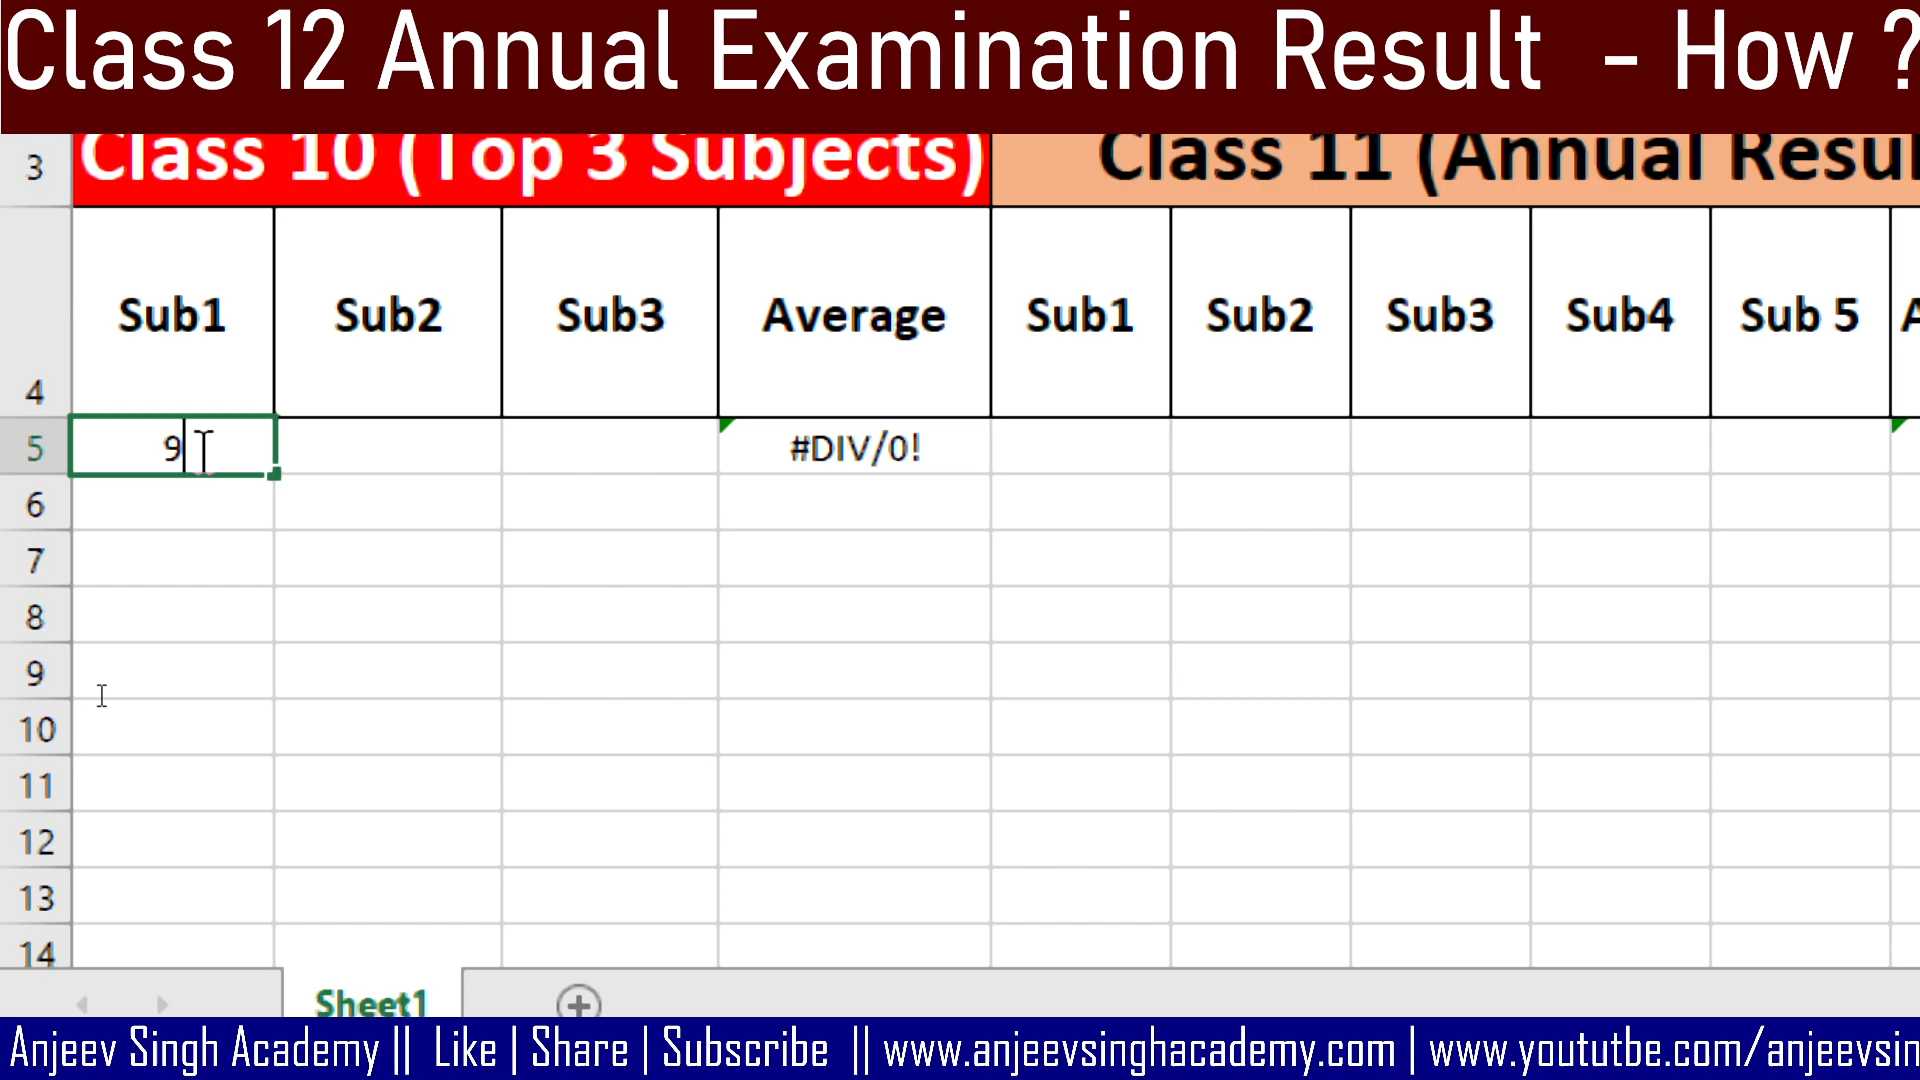 Class 12 Annual Examination Result - How ?
3 Class 10 (Top 3 Subjects) Class 11 (Annual Resul
4 Sub1 Sub2 Sub3 Average Sub1 Sub2 Sub3 Sub4 Sub 5 A
5 9 #DIV/0!
6
7
8
9
10
11
12
13
14
Sheet1
Anjeev Singh Academy || Like | Share | Subscribe || www.anjeevsinghacademy.com | www.yoututbe.com/anjeevsin